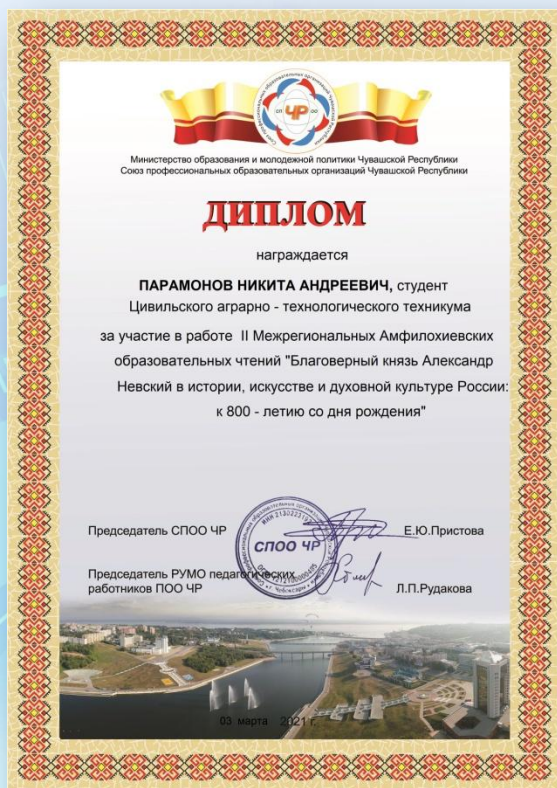 СП ЧР ОО
Министерство образования и молодежной политики Чувашской Республики
Союз профессиональных образовательных организаций Чувашской Республики
ДИПЛОМ
награждается
ПАРАМОНОВ НИКИТА АНДРЕЕВИЧ, студент
Цивильского аграрно - технологического техникума
за участие в работе II Межрегиональных Амфилохиевских
образовательных чтений "Благоверный князь Александр
Невский в истории, искусстве и духовной культуре России:
к 800 - летию со дня рождения"
Председатель СПОО ЧР
Е.Ю.Пристова
СПОО ЧР
Председатель РУМО педагогических
работников ПОО ЧР
Л.П.Рудакова
03 марта 2021 г.